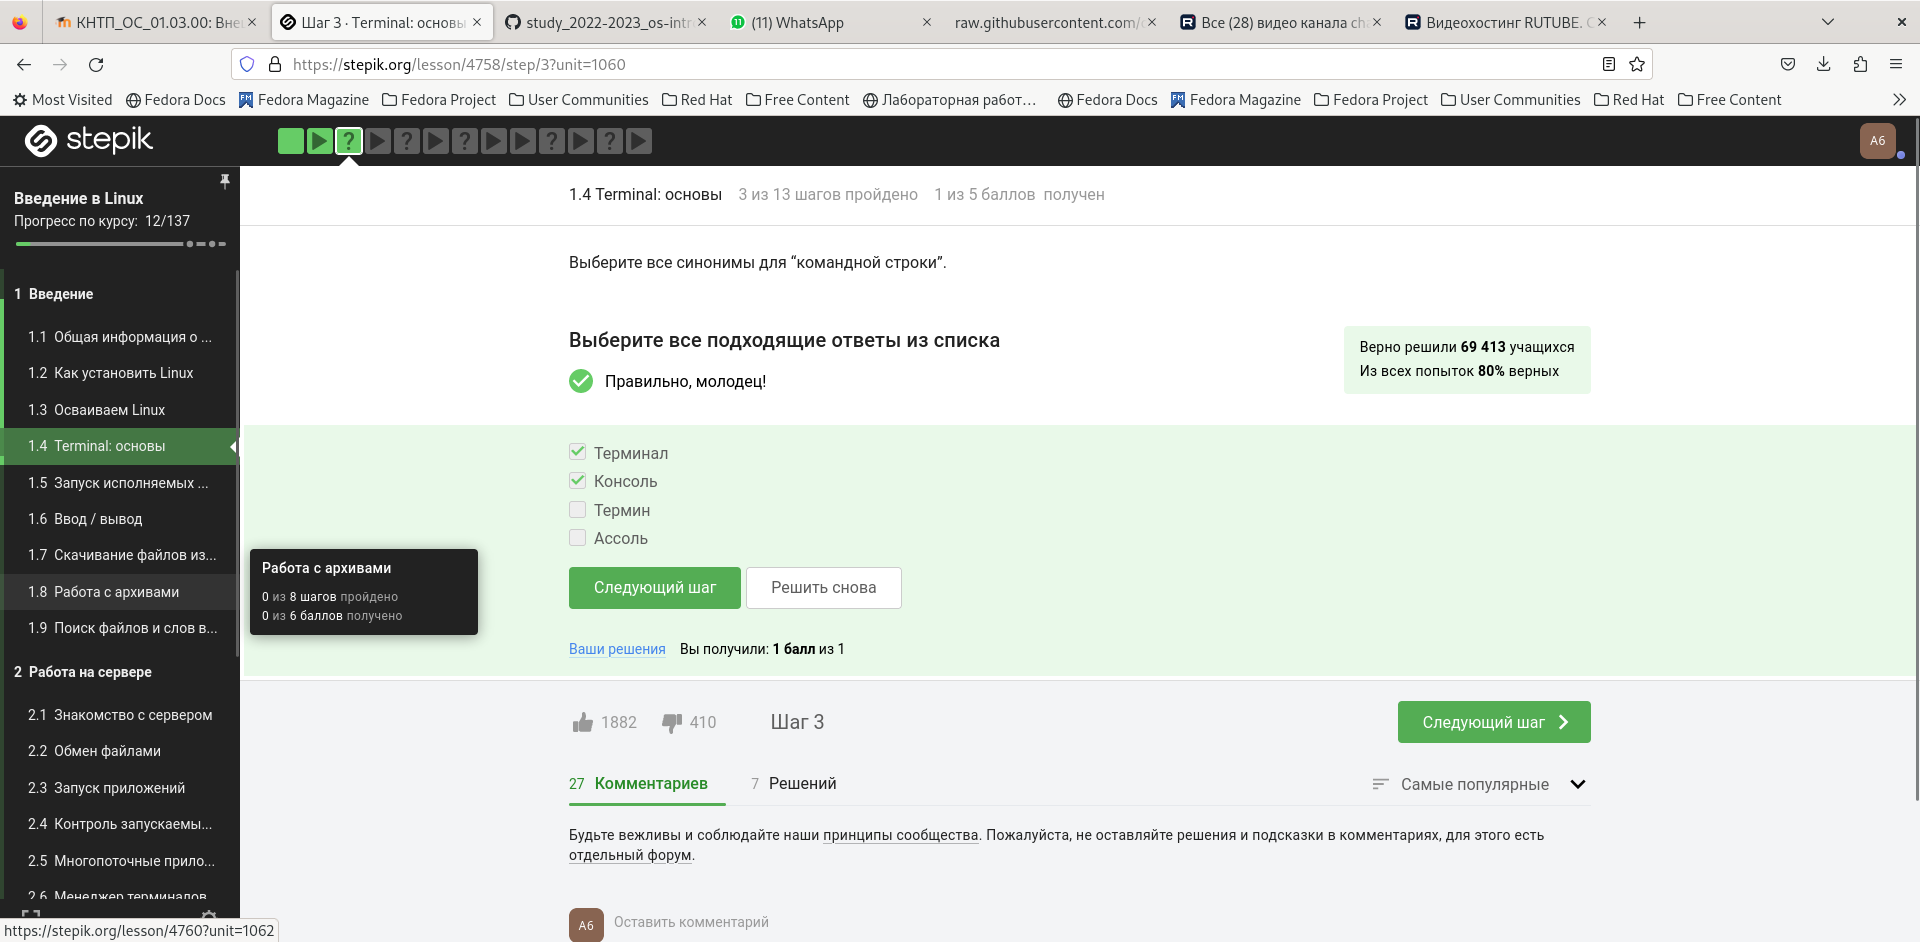 КНТП_ОС_01.03.00: Вне
Шаг 3 · Terminal: основы
study_2022-2023_os-intr
(11) WhatsApp
raw.githubusercontent.com/
Все (28) видео канала cha
Видеохостинг RUTUBE. С
https://stepik.org/lesson/4758/step/3?unit=1060
Most Visited
Fedora Docs
Fedora Magazine
Fedora Project
User Communities
Red Hat
Free Content
Лабораторная работ…
Fedora Docs
Fedora Magazine
Fedora Project
User Communities
Red Hat
Free Content
stepik
А6
Введение в Linux
Прогресс по курсу: 12/137
1 Введение
1.1 Общая информация о ...
1.2 Как установить Linux
1.3 Осваиваем Linux
1.4 Terminal: основы
1.5 Запуск исполняемых ...
1.6 Ввод / вывод
1.7 Скачивание файлов из...
1.8 Работа с архивами
1.9 Поиск файлов и слов в...
2 Работа на сервере
2.1 Знакомство с сервером
2.2 Обмен файлами
2.3 Запуск приложений
2.4 Контроль запускаемы...
2.5 Многопоточные прило...
2.6 Менеджер терминалов
https://stepik.org/lesson/4760?unit=1062
Работа с архивами
0 из 8 шагов пройдено
0 из 6 баллов получено
1.4 Terminal: основы 3 из 13 шагов пройдено 1 из 5 баллов получен
Выберите все синонимы для “командной строки”.
Выберите все подходящие ответы из списка
Правильно, молодец!
Верно решили 69 413 учащихся
Из всех попыток 80% верных
Терминал
Консоль
Термин
Ассоль
Следующий шаг
Решить снова
Ваши решения Вы получили: 1 балл из 1
1882
410
Шаг 3
Следующий шаг
27 Комментариев
7 Решений
Самые популярные
Будьте вежливы и соблюдайте наши принципы сообщества. Пожалуйста, не оставляйте решения и подсказки в комментариях, для этого есть
отдельный форум.
А6
Оставить комментарий